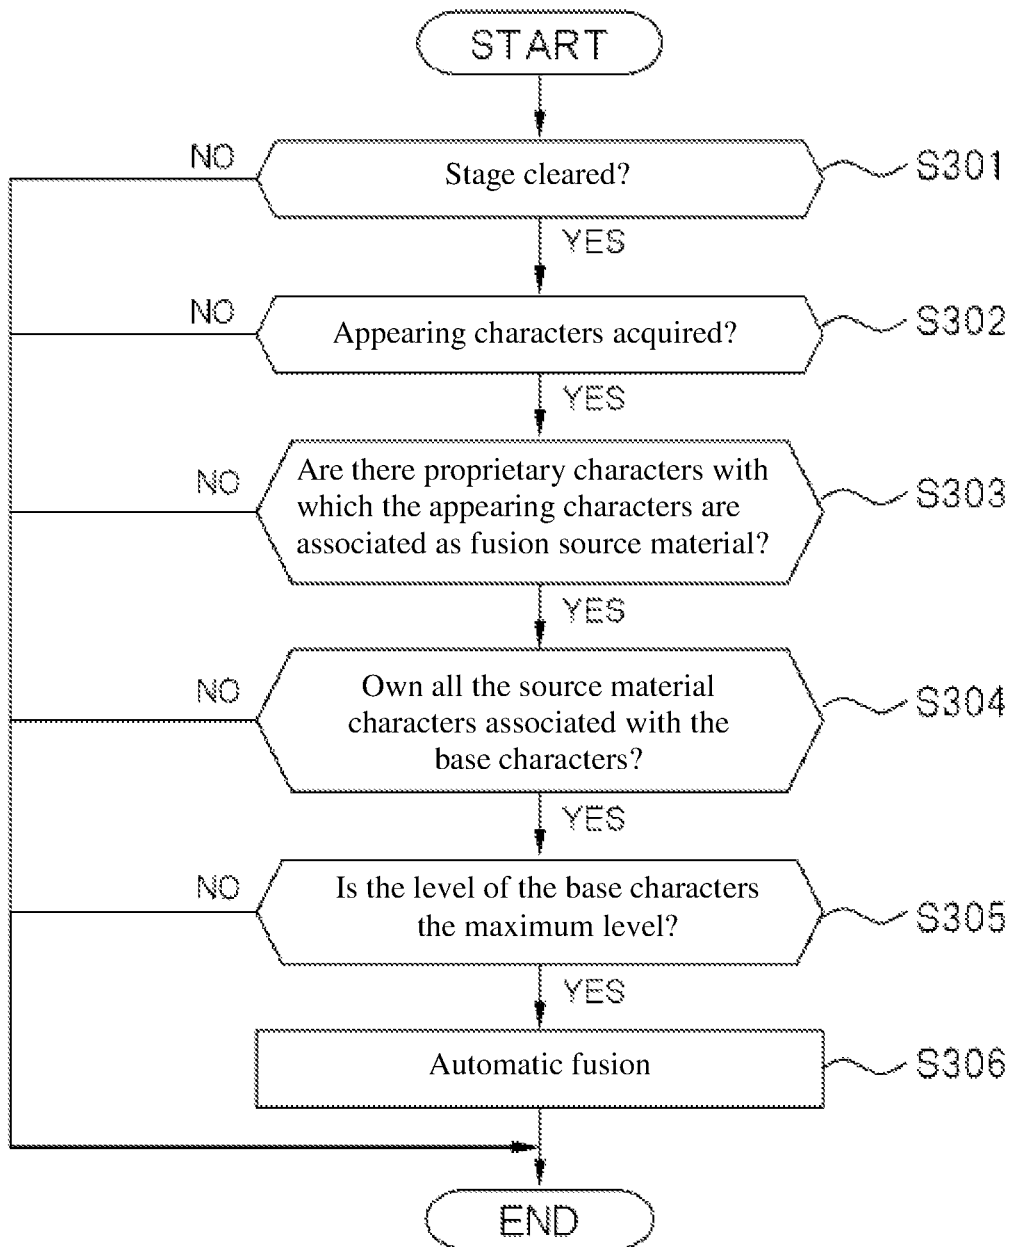 START
NO
Stage cleared?
S301
YES
NO
Appearing characters acquired?
S302
YES
NO
Are there proprietary characters with
which the appearing characters are
associated as fusion source material?
S303
YES
NO
Own all the source material
characters associated with the
base characters?
S304
YES
NO
Is the level of the base characters
the maximum level?
S305
YES
Automatic fusion
S306
END